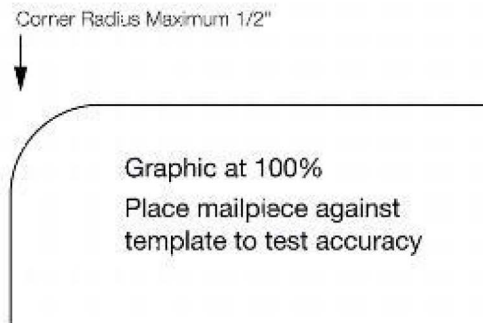 Corner Radius Maximum 1/2"
Graphic at 100%
Place mailpiece against
template to test accuracy